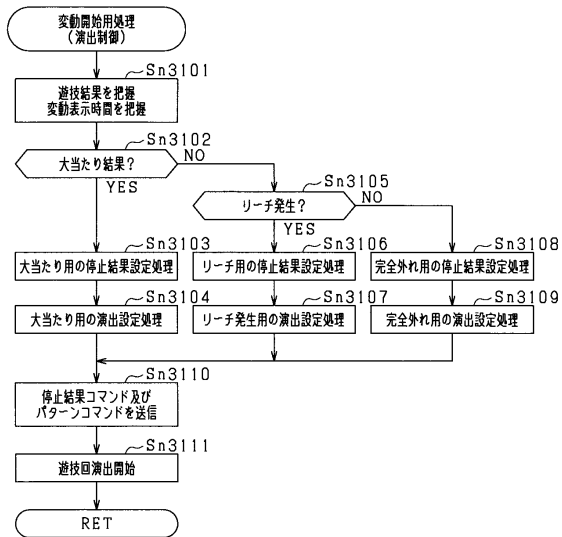 変動開始用処理
(演出制御)
Sn3101
遊技結果を把握
変動表示時間を把握
Sn3102
大当たり結果?
NO
YES
Sn3105
リーチ発生?
NO
YES
Sn3103
大当たり用の停止結果設定処理
Sn3106
リーチ用の停止結果設定処理
Sn3108
完全外れ用の停止結果設定処理
Sn3104
大当たり用の演出設定処理
Sn3107
リーチ発生用の演出設定処理
Sn3109
完全外れ用の演出設定処理
Sn3110
停止結果コマンド及び
パターンコマンドを送信
Sn3111
遊技回演出開始
RET